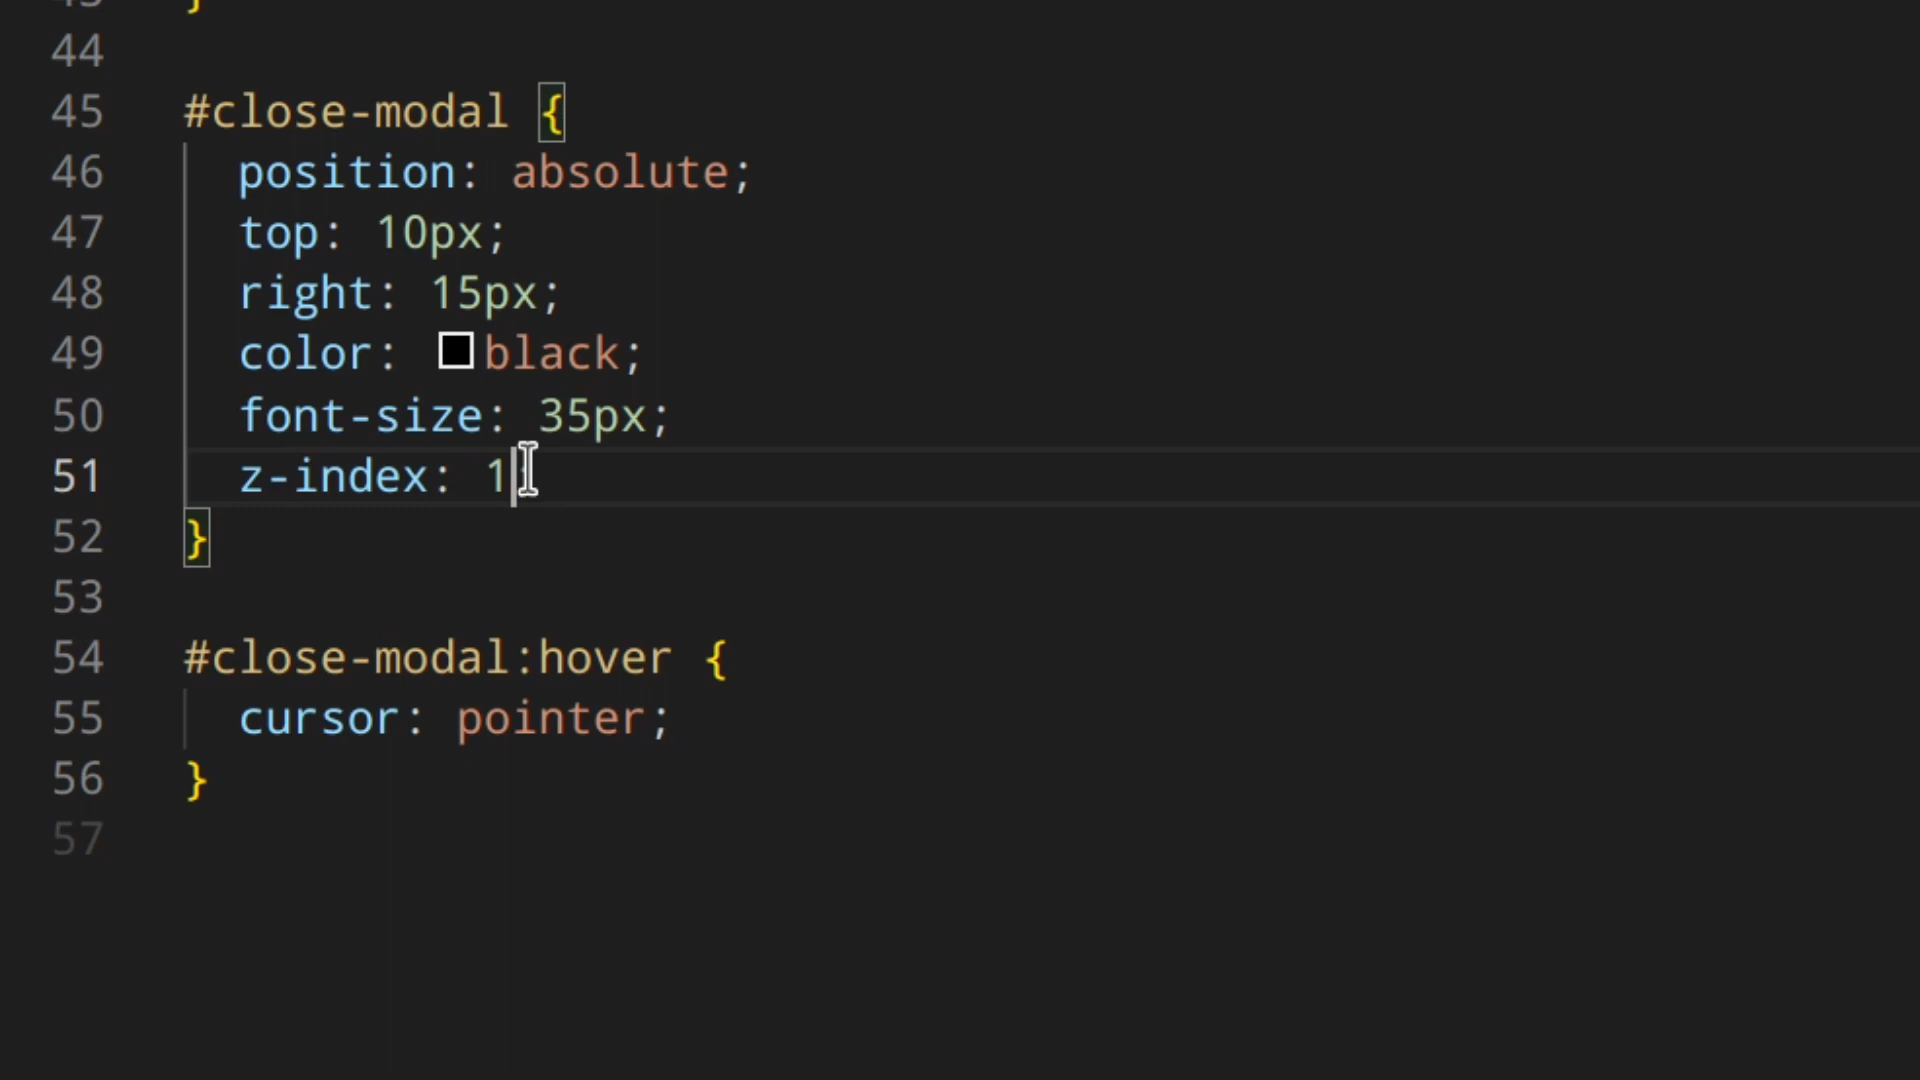 43 }
44
45 #close-modal {
46 position: absolute;
47 top: 10px;
48 right: 15px;
49 color: black;
50 font-size: 35px;
51 z-index: 1
52 }
53
54 #close-modal:hover {
55 cursor: pointer;
56 }
57